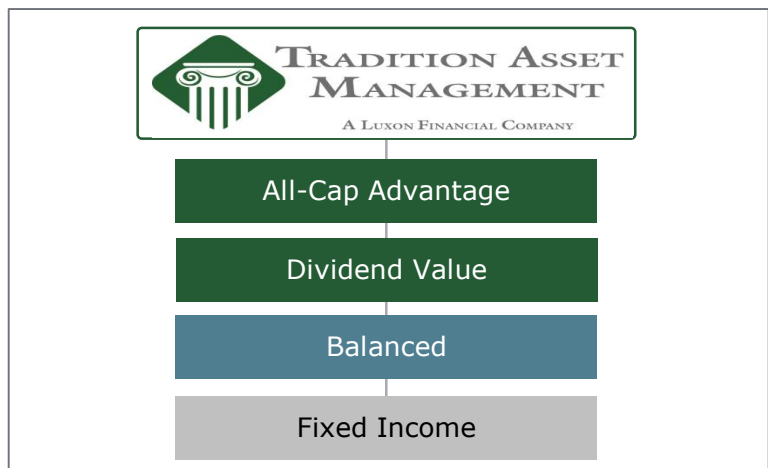 TRADITION ASSET
MANAGEMENT
A LUXON FINANCIAL COMPANY
All-Cap Advantage
Dividend Value
Balanced
Fixed Income